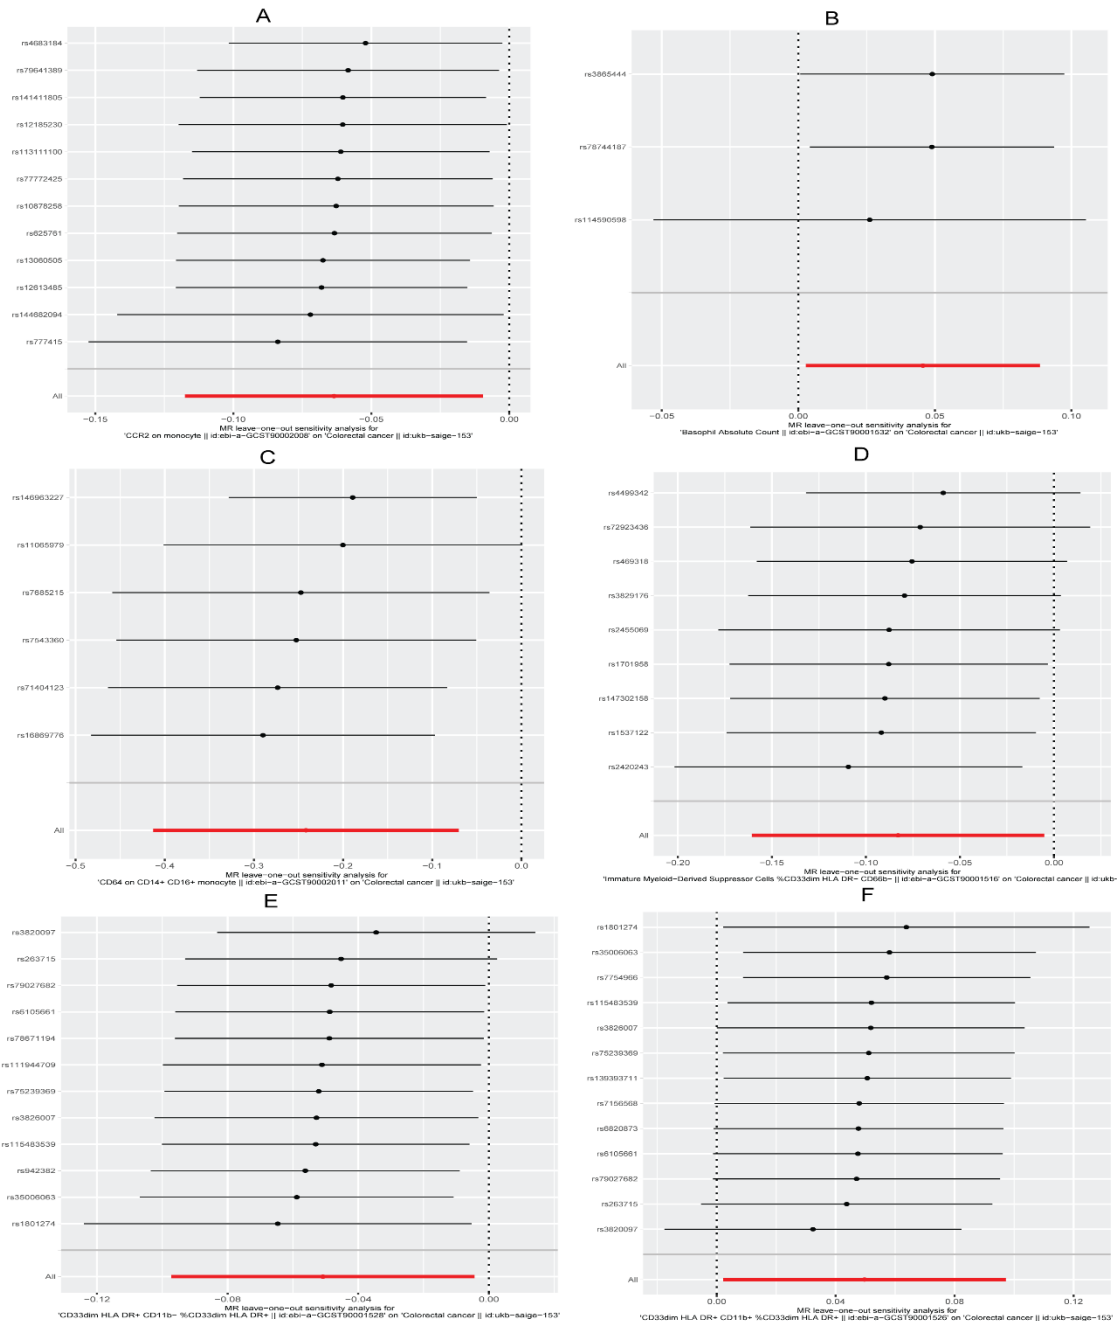 A
rs4683184
rs79641389
rs141411805
rs12185230
rs113111100
rs77772425
rs10878258
rs625761
rs13060605
rs12613485
rs144682094
rs777415
All
−0.15 −0.10 −0.05 0.00
MR leave−one−out sensitivity analysis for
'CCR2 on monocyte || id:ebi−a−GCST90002008' on 'Colorectal cancer || id:ukb−saige−153'
B
rs3865444
rs78744187
rs114590598
All
−0.05 0.00 0.05 0.10
MR leave−one−out sensitivity analysis for
'Basophil Absolute Count || id:ebi−a−GCST90001532' on 'Colorectal cancer || id:ukb−saige−153'
C
rs146963227
rs11065979
rs7685215
rs7543360
rs71404123
rs16869776
All
−0.5 −0.4 −0.3 −0.2 −0.1 0.0
MR leave−one−out sensitivity analysis for
'CD64 on CD14+ CD16+ monocyte || id:ebi−a−GCST90002011' on 'Colorectal cancer || id:ukb−saige−153'
D
rs4499342
rs72923436
rs469318
rs3829176
rs2455069
rs1701958
rs147302158
rs1537122
rs2420243
All
−0.20 −0.15 −0.10 −0.05 0.00
MR leave−one−out sensitivity analysis for
'Immature Myeloid−Derived Suppressor Cells %CD33dim HLA DR− CD66b− || id:ebi−a−GCST90001516' on 'Colorectal cancer || id:ukb−
E
rs3820097
rs263715
rs79027682
rs6105661
rs78671194
rs111944709
rs75239369
rs3826007
rs115483539
rs942382
rs35006063
rs1801274
All
−0.12 −0.08 −0.04 0.00
MR leave−one−out sensitivity analysis for
'CD33dim HLA DR+ CD11b− %CD33dim HLA DR+ || id:ebi−a−GCST90001528' on 'Colorectal cancer || id:ukb−saige−153'
F
rs1801274
rs35006063
rs7754966
rs115483539
rs3826007
rs75239369
rs139393711
rs7156568
rs6820873
rs6105661
rs79027682
rs263715
rs3820097
All
0.00 0.04 0.08 0.12
MR leave−one−out sensitivity analysis for
'CD33dim HLA DR+ CD11b+ %CD33dim HLA DR+ || id:ebi−a−GCST90001526' on 'Colorectal cancer || id:ukb−saige−153'